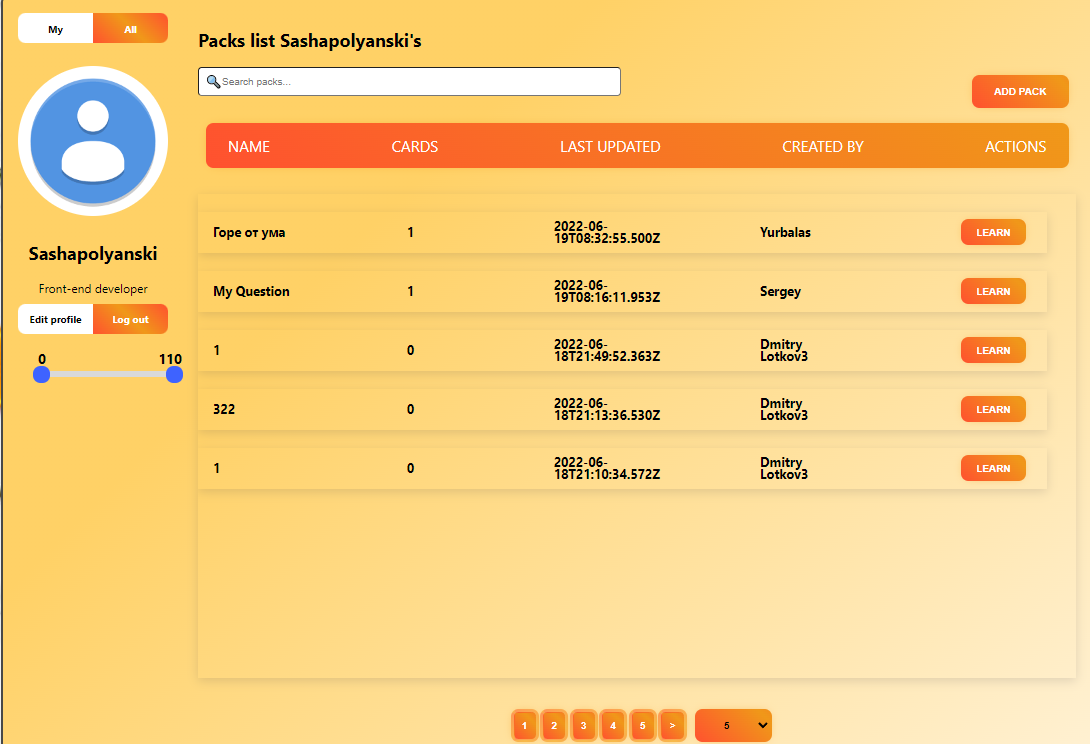 My
All
Packs list Sashapolyanski's
Search packs...
ADD PACK
NAME CARDS LAST UPDATED CREATED BY ACTIONS
Горе от ума 1 2022-06-19T08:32:55.500Z Yurbalas LEARN
My Question 1 2022-06-19T08:16:11.953Z Sergey LEARN
1 0 2022-06-18T21:49:52.363Z Dmitry Lotkov3 LEARN
322 0 2022-06-18T21:13:36.530Z Dmitry Lotkov3 LEARN
1 0 2022-06-18T21:10:34.572Z Dmitry Lotkov3 LEARN
Sashapolyanski
Front-end developer
Edit profile
Log out
0 110
1 2 3 4 5 > 5